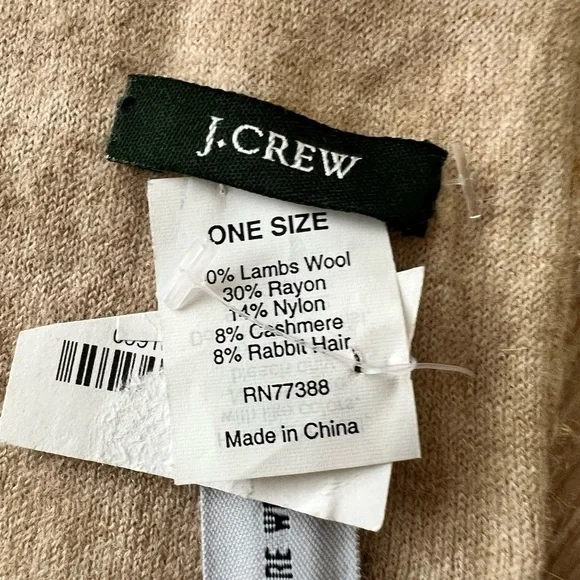 J.CREW
ONE SIZE
0% Lambs Wool
30% Rayon
14% Nylon
8% Cashmere
8% Rabbit Hair
RN77388
Made in China